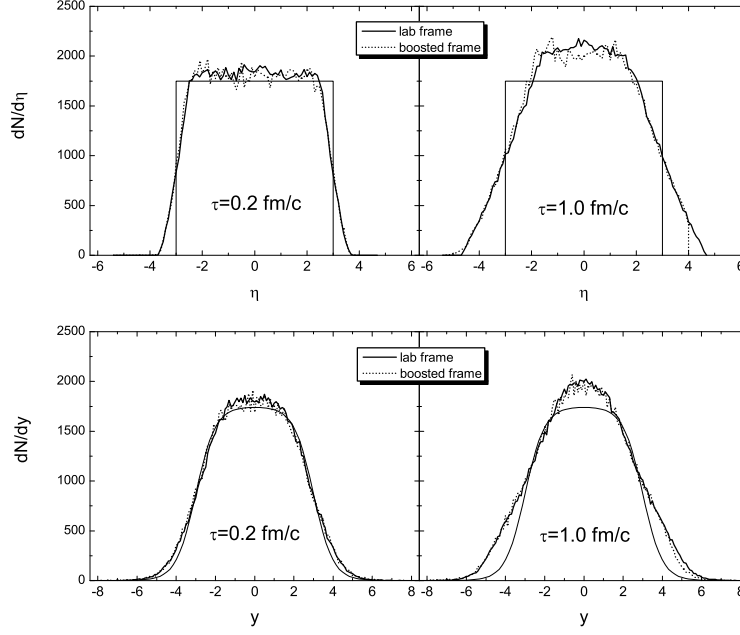 2500
2000
1500
1000
500
0
dN/dη
lab frame
boosted frame
τ=0.2 fm/c
τ=1.0 fm/c
-6 -4 -2 0 2 4 6 -6 -4 -2 0 2 4 6
η η
2500
2000
1500
1000
500
0
dN/dy
lab frame
boosted frame
τ=0.2 fm/c
τ=1.0 fm/c
-8 -6 -4 -2 0 2 4 6 8 -8 -6 -4 -2 0 2 4 6 8
y y